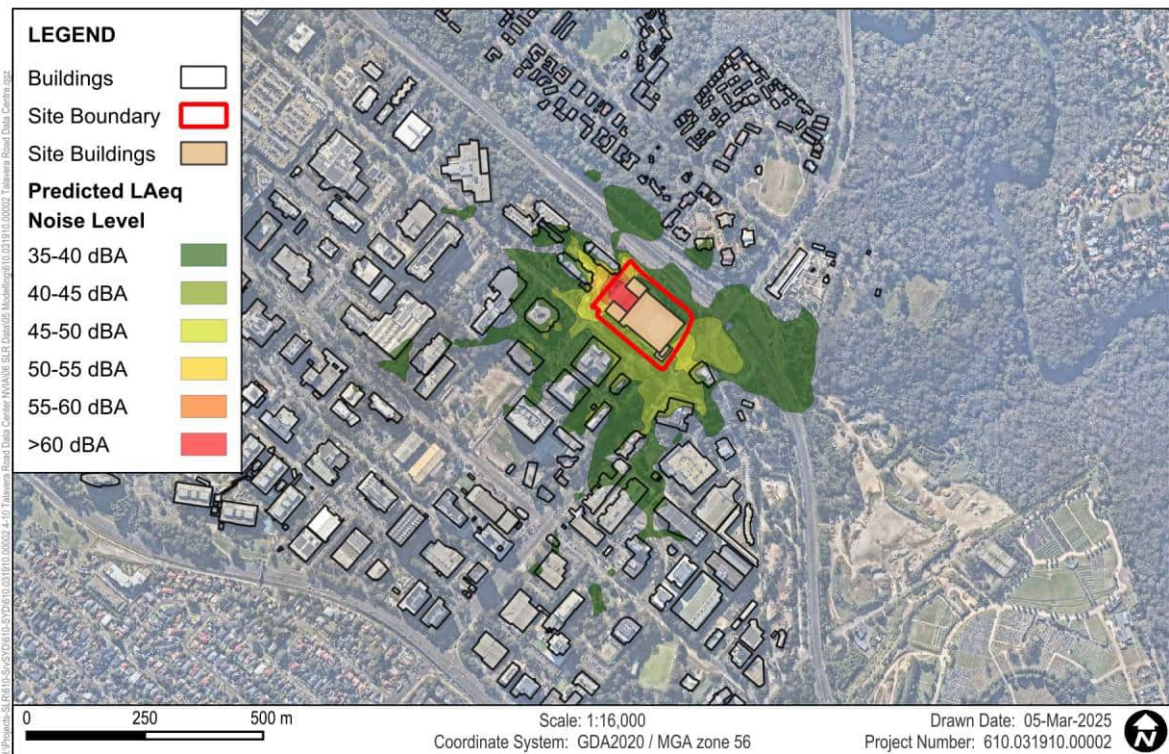 LEGEND
Buildings
Site Boundary
Site Buildings
Predicted LAeq
Noise Level
35-40 dBA
40-45 dBA
45-50 dBA
50-55 dBA
55-60 dBA
>60 dBA
0 250 500 m
Scale: 1:16,000
Coordinate System: GDA2020 / MGA zone 56
Drawn Date: 05-Mar-2025
Project Number: 610.031910.00002
N